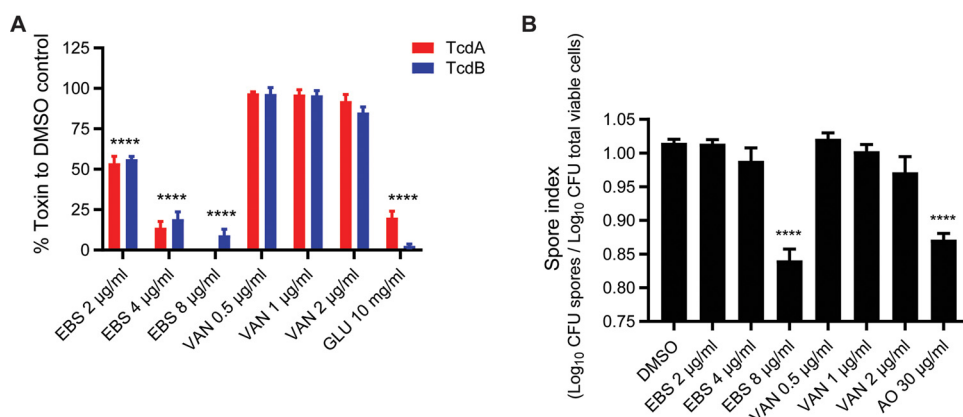 A
TcdA
TcdB
% Toxin to DMSO control
125
100
75
50
25
0
****
****
****
****
EBS 2 µg/ml
EBS 4 µg/ml
EBS 8 µg/ml
VAN 0.5 µg/ml
VAN 1 µg/ml
VAN 2 µg/ml
GLU 10 mg/ml
B
Spore index
(Log₁₀ CFU spores / Log₁₀ CFU total viable cells)
1.05
1.00
0.95
0.90
0.85
0.80
0.75
****
****
DMSO
EBS 2 µg/ml
EBS 4 µg/ml
EBS 8 µg/ml
VAN 0.5 µg/ml
VAN 1 µg/ml
VAN 2 µg/ml
AO 30 µg/ml